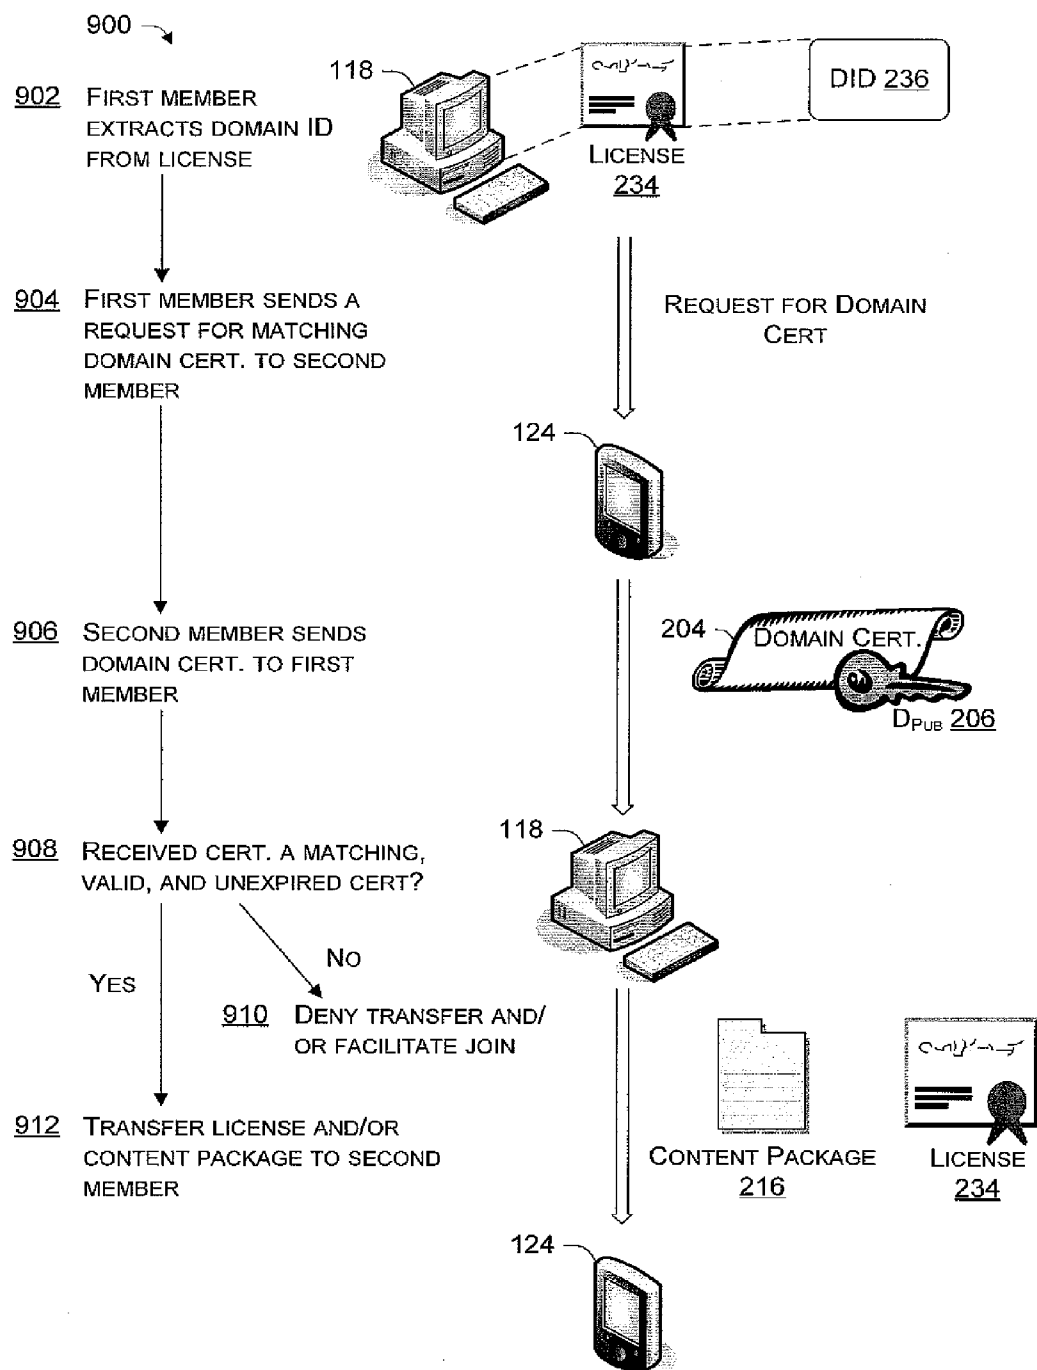 900
902 FIRST MEMBER
EXTRACTS DOMAIN ID
FROM LICENSE
118
LICENSE
234
DID 236
904 FIRST MEMBER SENDS A
REQUEST FOR MATCHING
DOMAIN CERT. TO SECOND
MEMBER
REQUEST FOR DOMAIN
CERT
124
906 SECOND MEMBER SENDS
DOMAIN CERT. TO FIRST
MEMBER
204
DOMAIN CERT.
DPUB 206
908 RECEIVED CERT. A MATCHING,
VALID, AND UNEXPIRED CERT?
118
YES
NO
910 DENY TRANSFER AND/
OR FACILITATE JOIN
912 TRANSFER LICENSE AND/OR
CONTENT PACKAGE TO SECOND
MEMBER
CONTENT PACKAGE
216
LICENSE
234
124